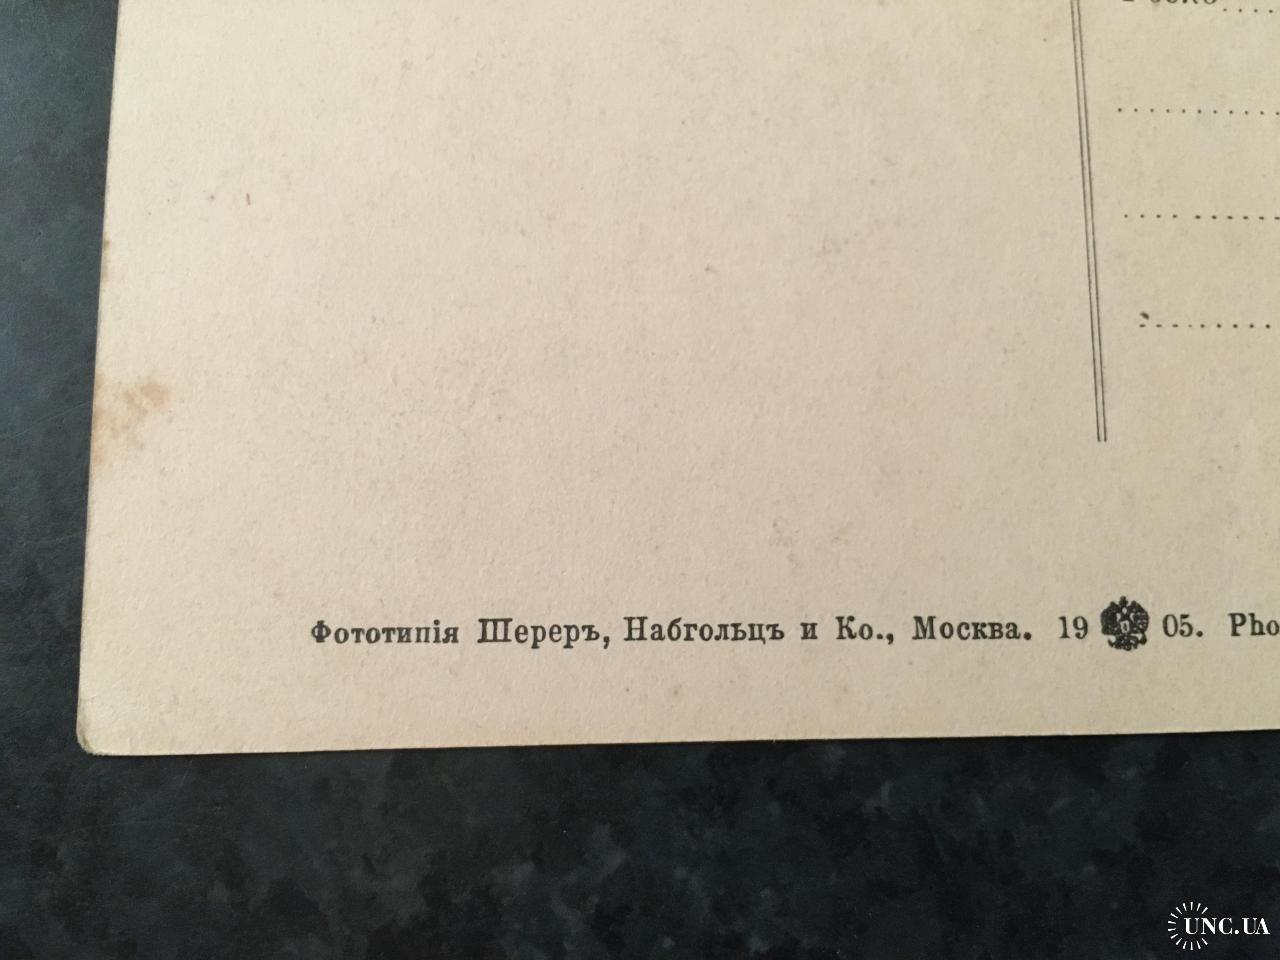 Фототипія Шереръ, Набгольцъ и Ко., Москва. 19 05. Pho
UNC.UA